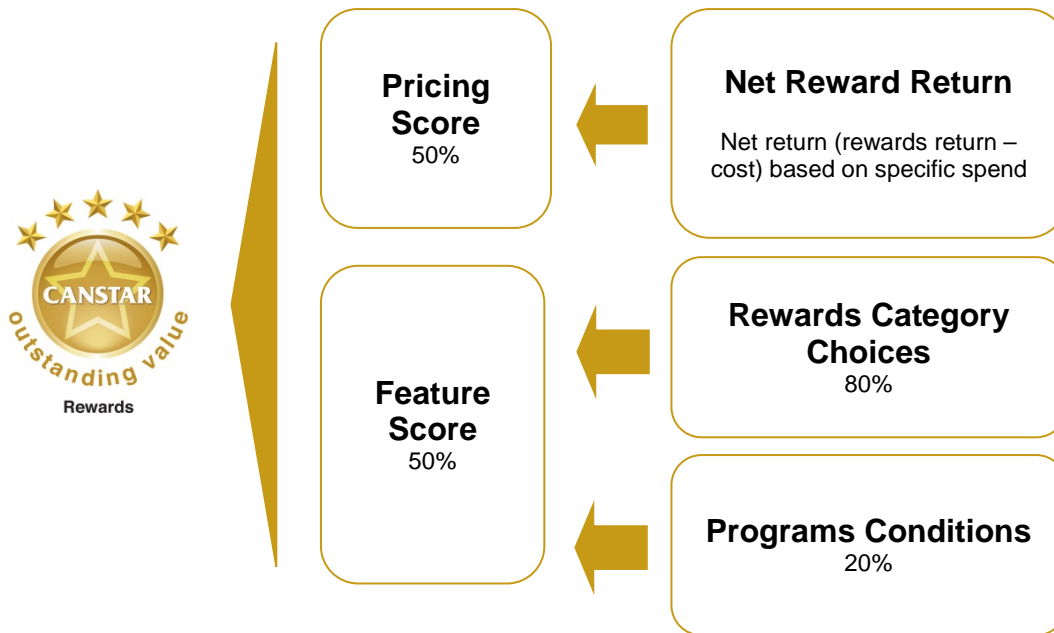 CANSTAR
outstanding value
Rewards
Pricing
Score
50%
Net Reward Return
Net return (rewards return –
cost) based on specific spend
Feature
Score
50%
Rewards Category
Choices
80%
Programs Conditions
20%